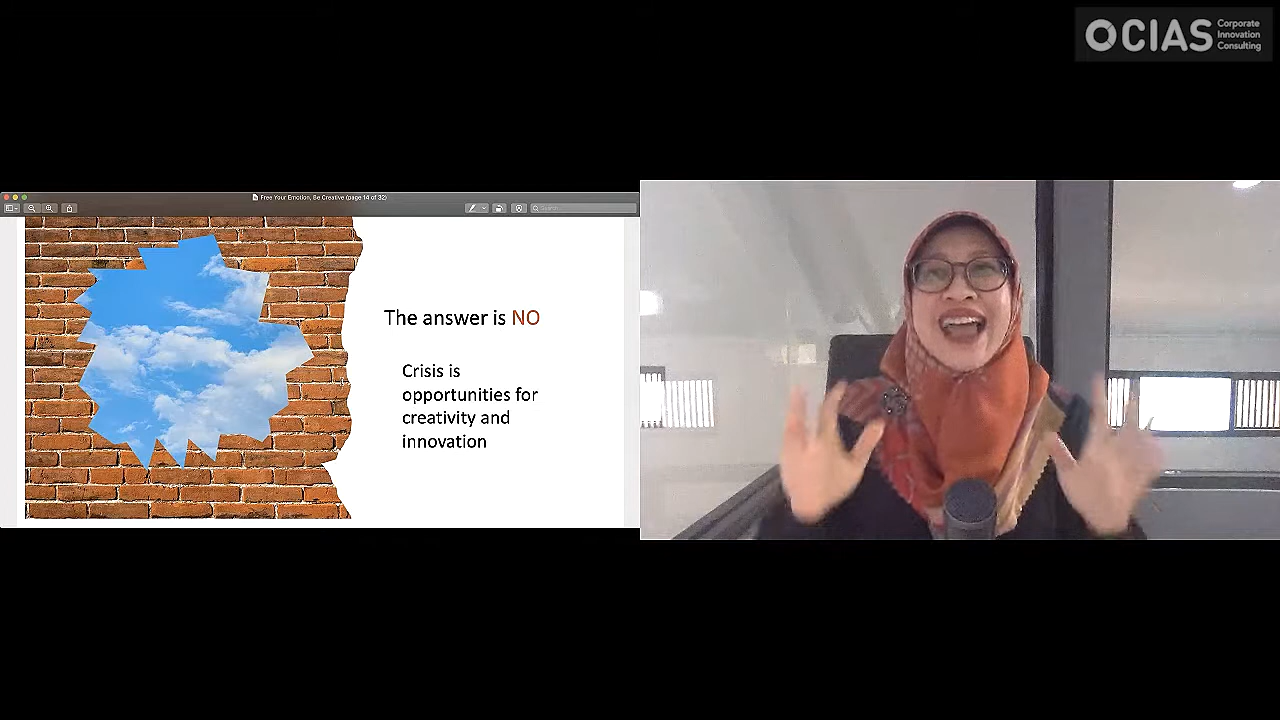 OCIAS
Corporate
Innovation
Consulting
Free Your Emotion, Be Creative (page 14 of 32)
Search
The answer is NO
Crisis is
opportunities for
creativity and
innovation